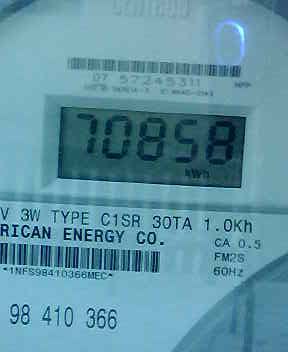 CENTRON
07 57245311
70858
kWh
V 3W TYPE C1SR 30TA 1.0Kh
RICAN ENERGY CO.
CA 0.5
FM2S
*1NFS98410366MEC*
60Hz
98 410 366